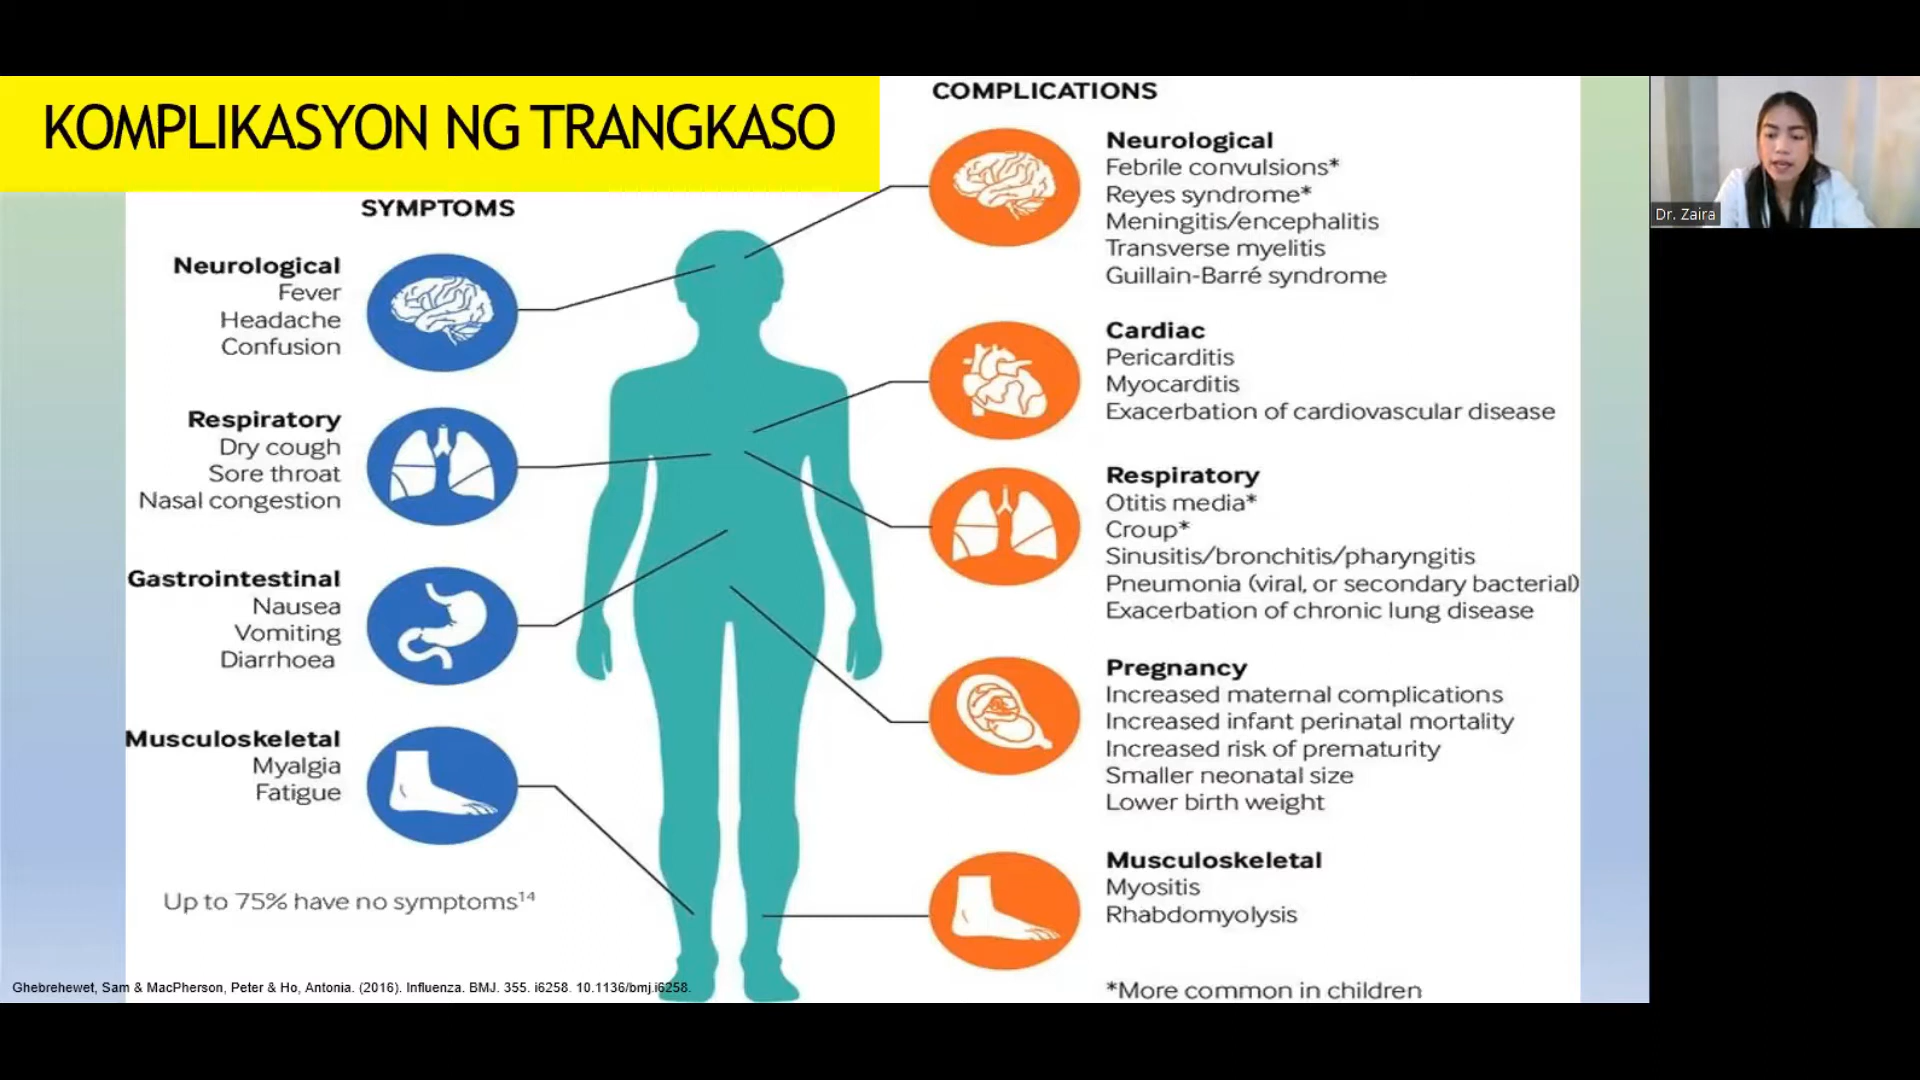 KOMPLIKASYON NG TRANGKASO
SYMPTOMS
Neurological
Fever
Headache
Confusion
Respiratory
Dry cough
Sore throat
Nasal congestion
Gastrointestinal
Nausea
Vomiting
Diarrhoea
Musculoskeletal
Myalgia
Fatigue
Up to 75% have no symptoms¹⁴
COMPLICATIONS
Neurological
Febrile convulsions*
Reyes syndrome*
Meningitis/encephalitis
Transverse myelitis
Guillain-Barré syndrome
Cardiac
Pericarditis
Myocarditis
Exacerbation of cardiovascular disease
Respiratory
Otitis media*
Croup*
Sinusitis/bronchitis/pharyngitis
Pneumonia (viral, or secondary bacterial)
Exacerbation of chronic lung disease
Pregnancy
Increased maternal complications
Increased infant perinatal mortality
Increased risk of prematurity
Smaller neonatal size
Lower birth weight
Musculoskeletal
Myositis
Rhabdomyolysis
*More common in children
Ghebrehewet, Sam & MacPherson, Peter & Ho, Antonia. (2016). Influenza. BMJ. 355. i6258. 10.1136/bmj.i6258.
Dr. Zaira